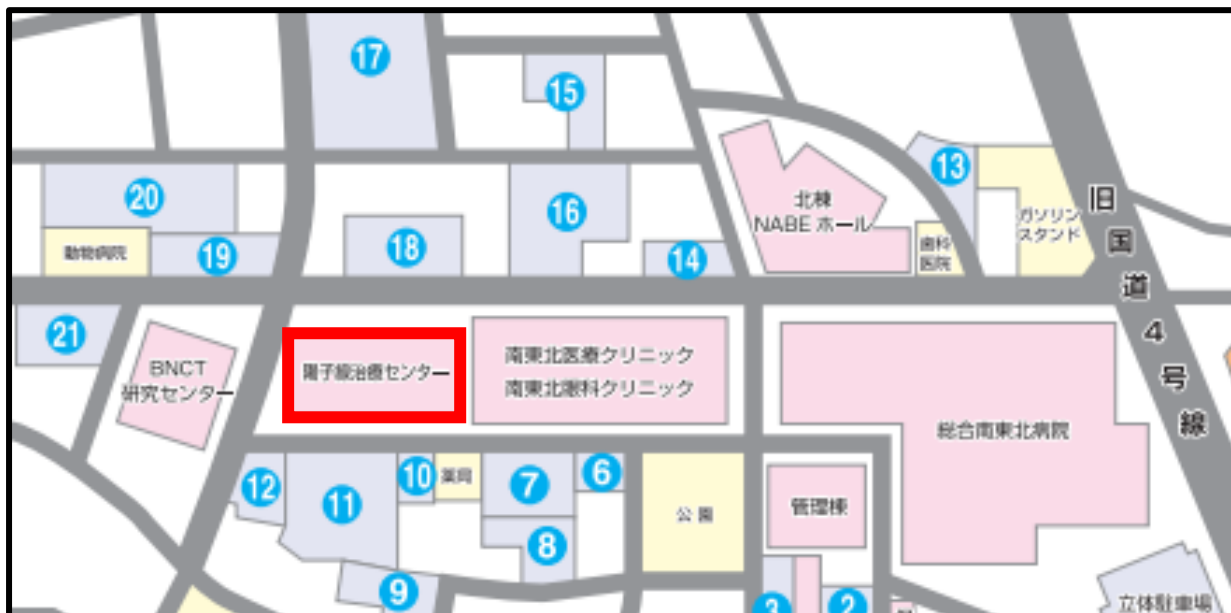 17
15
13
北棟
NABE ホール
歯科
医院
ガソリン
スタンド
旧国道4号線
20
動物病院
19
18
16
14
21
BNCT
研究センター
陽子線治療センター
南東北医療クリニック
南東北眼科クリニック
総合南東北病院
12
11
10
薬局
7
6
8
9
公園
管理棟
3
2
立体駐車場